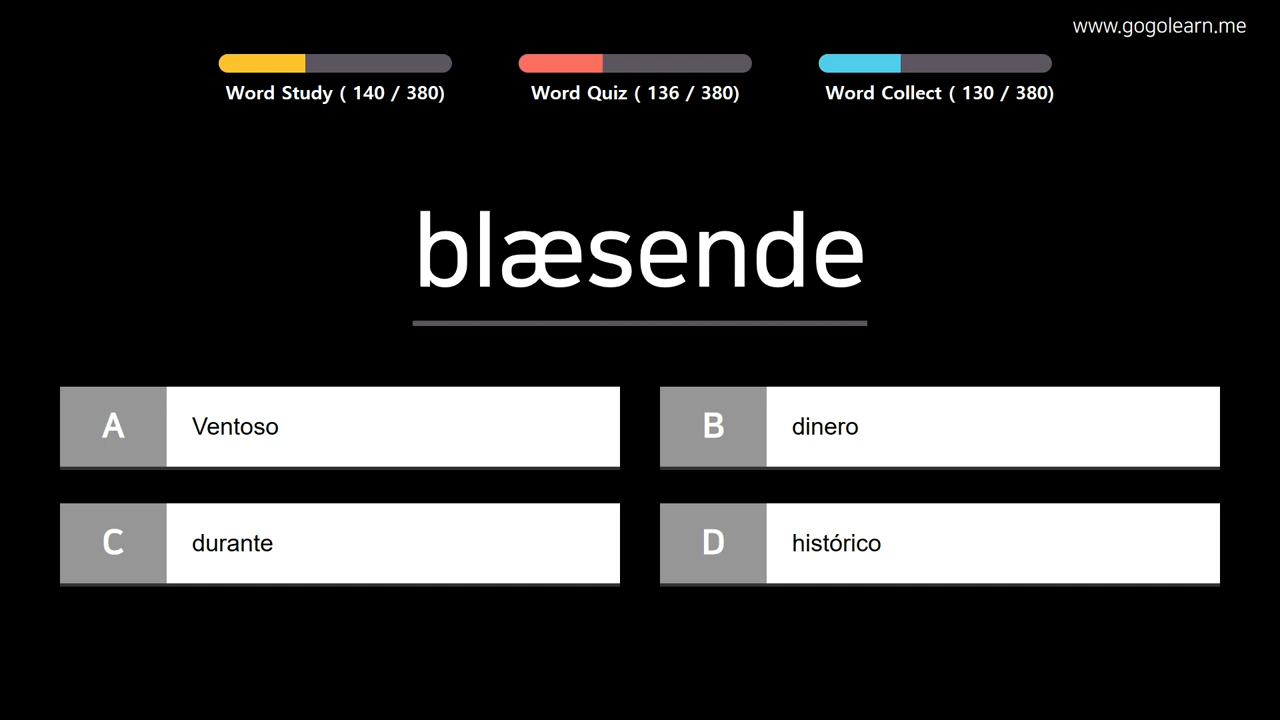 www.gogolearn.me
Word Study ( 140 / 380)
Word Quiz ( 136 / 380)
Word Collect ( 130 / 380)
blæsende
A Ventoso
B dinero
C durante
D histórico